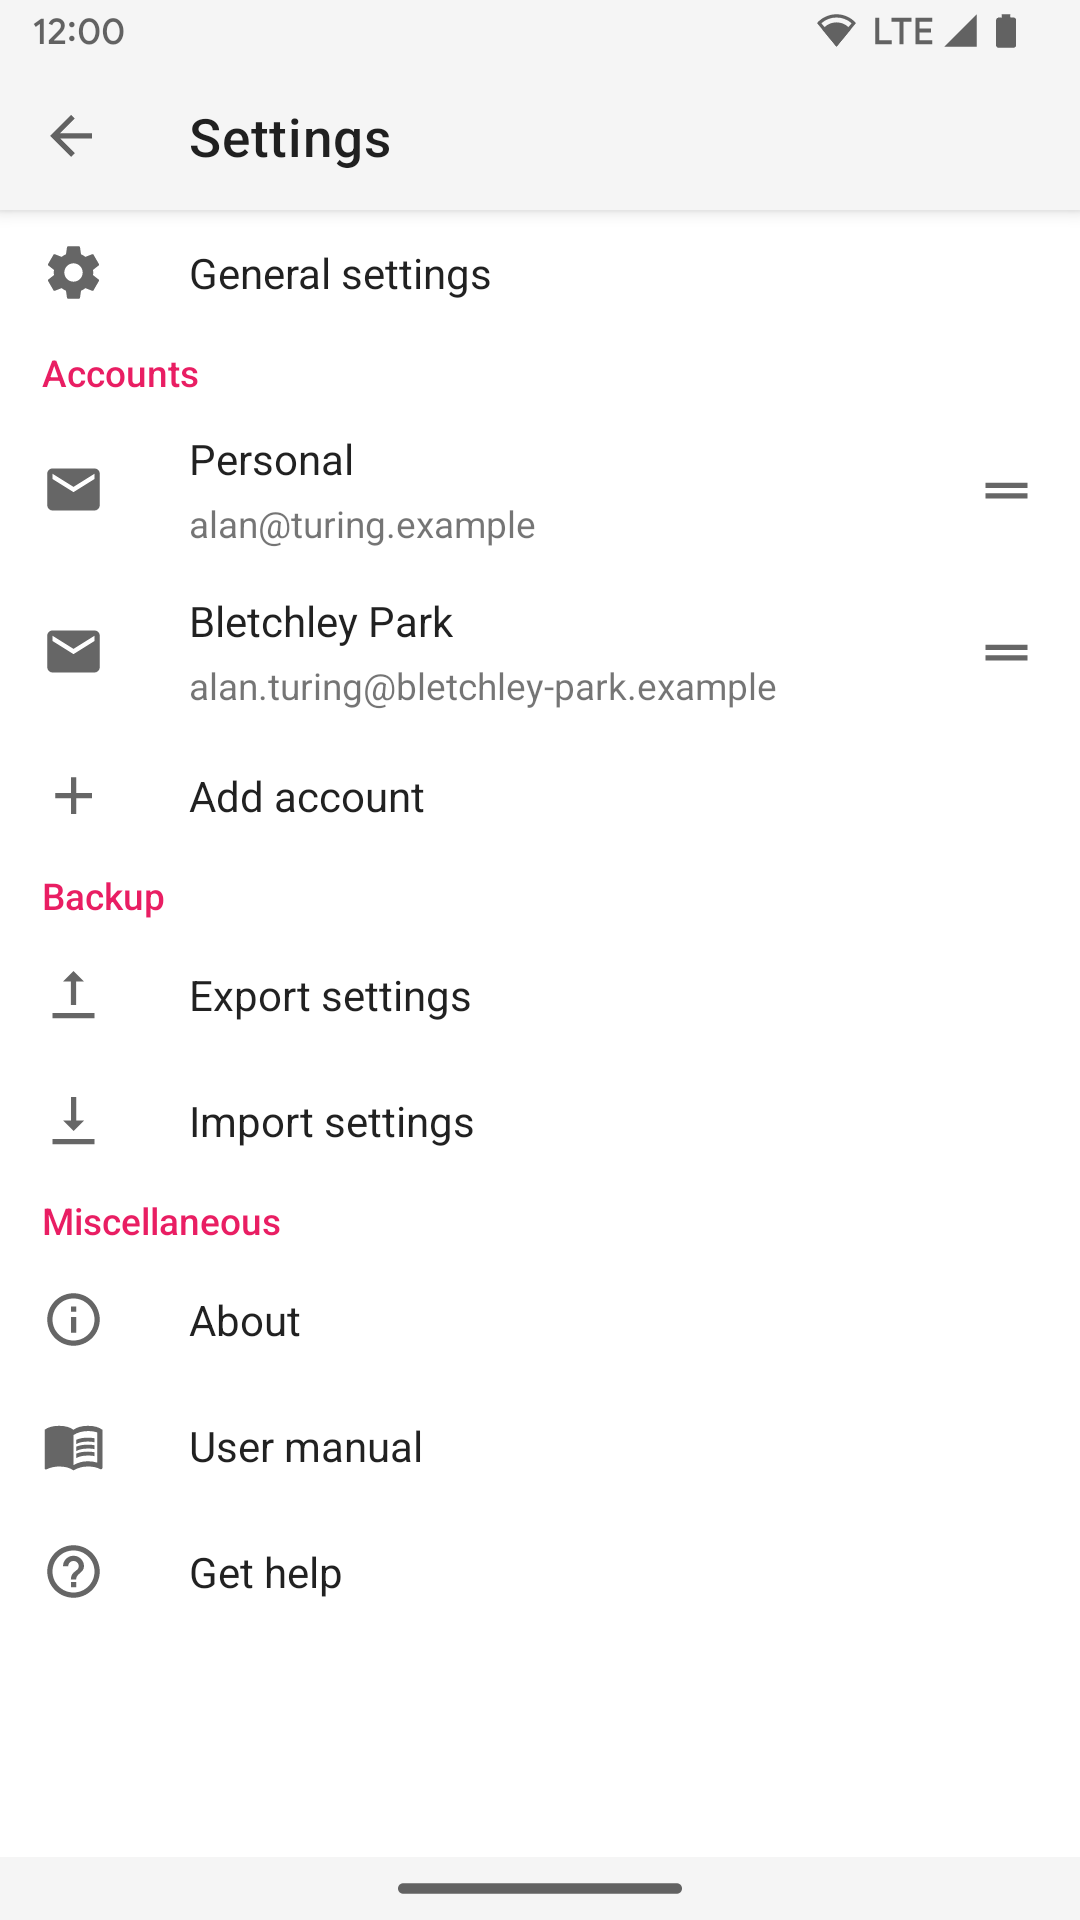 12:00 LTE
Settings
General settings
Accounts
Personal
alan@turing.example
Bletchley Park
alan.turing@bletchley-park.example
Add account
Backup
Export settings
Import settings
Miscellaneous
About
User manual
Get help